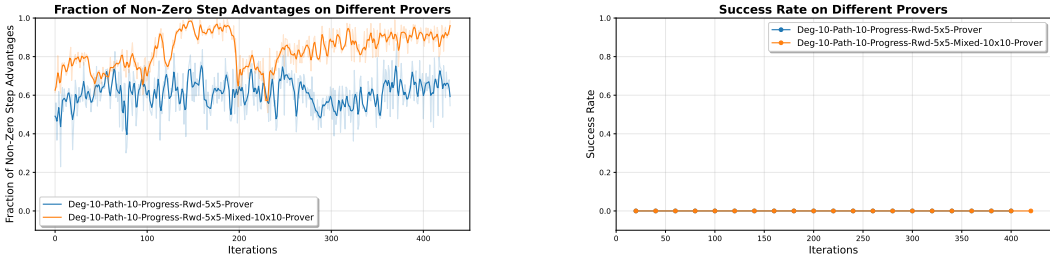 Fraction of Non-Zero Step Advantages on Different Provers
Fraction of Non-Zero Step Advantages
1.0
0.8
0.6
0.4
0.2
0.0
Deg-10-Path-10-Progress-Rwd-5x5-Prover
Deg-10-Path-10-Progress-Rwd-5x5-Mixed-10x10-Prover
0 100 200 300 400
Iterations
Success Rate on Different Provers
Success Rate
1.0
0.8
0.6
0.4
0.2
0.0
Deg-10-Path-10-Progress-Rwd-5x5-Prover
Deg-10-Path-10-Progress-Rwd-5x5-Mixed-10x10-Prover
0 50 100 150 200 250 300 350 400
Iterations